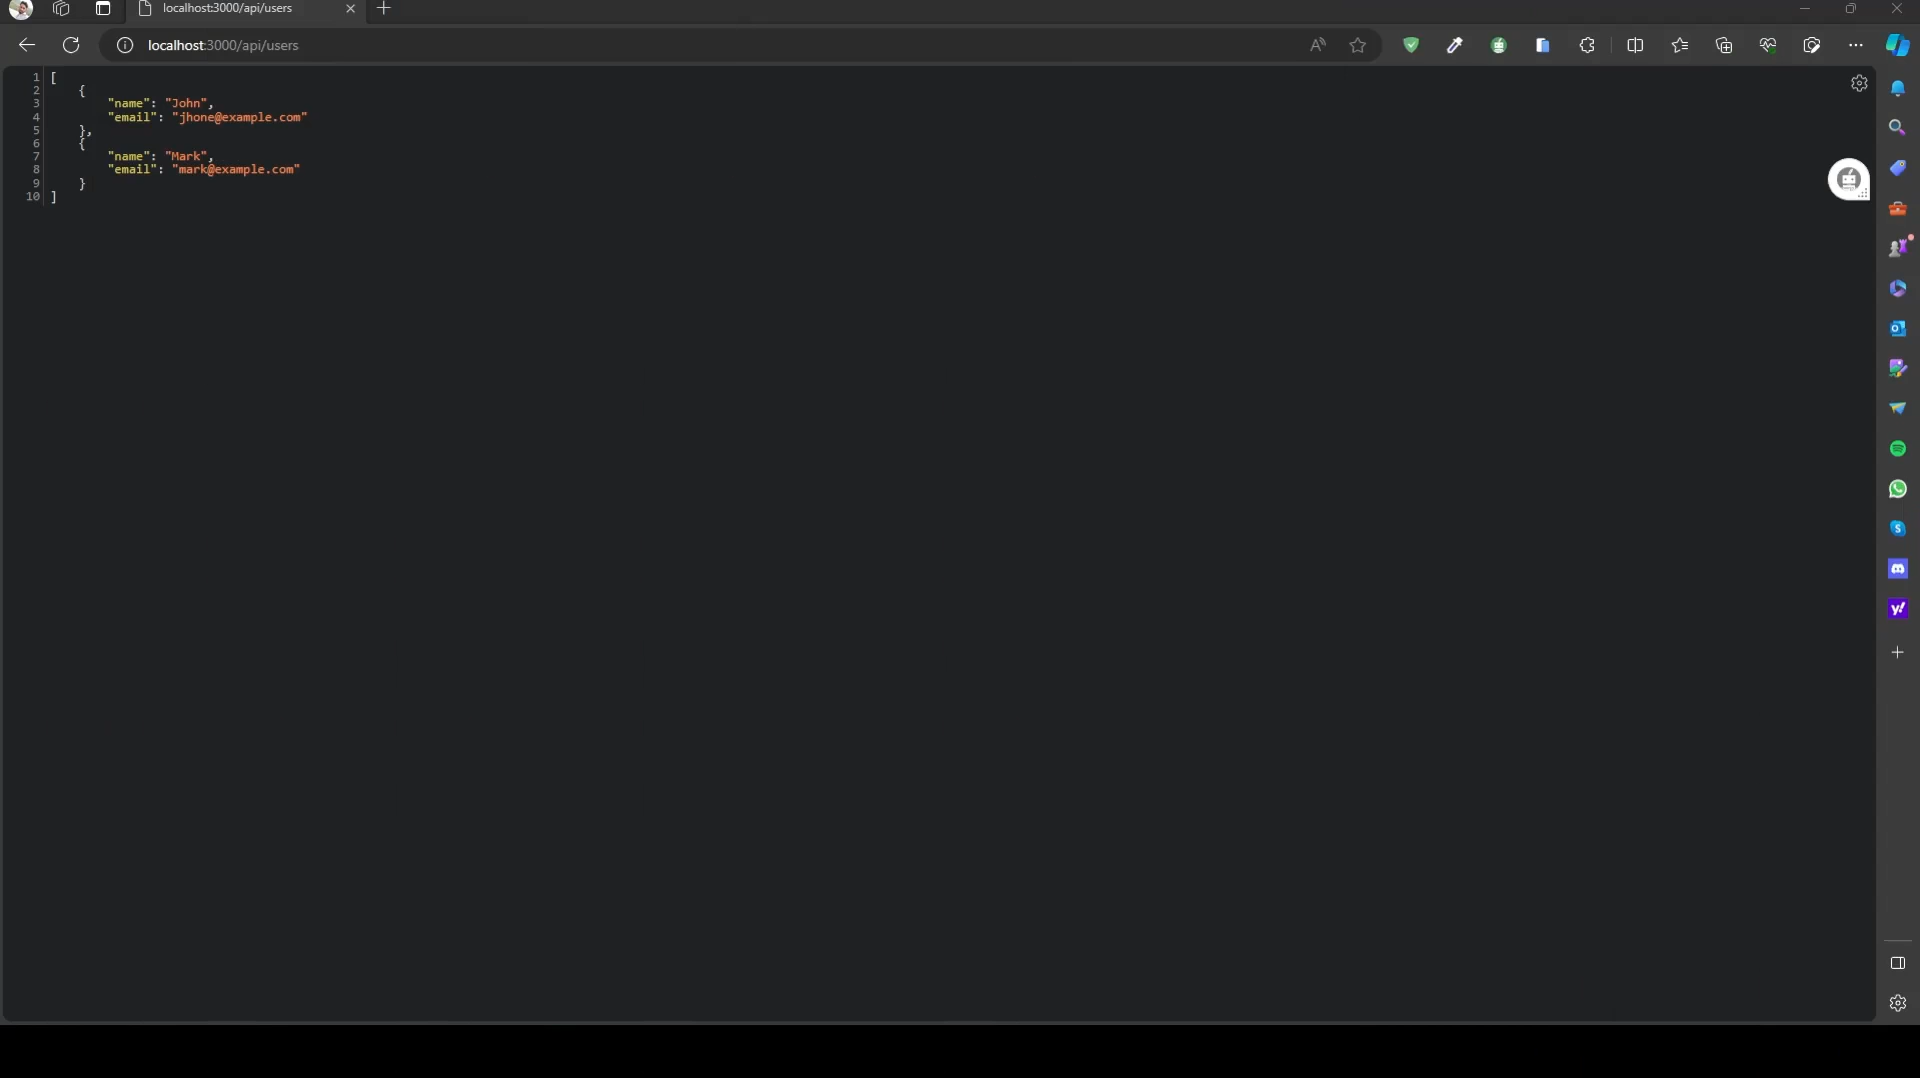 localhost:3000/api/users
localhost:3000/api/users
1 [
2 {
3 "name": "John",
4 "email": "jhone@example.com"
5 },
6 {
7 "name": "Mark",
8 "email": "mark@example.com"
9 }
10 ]